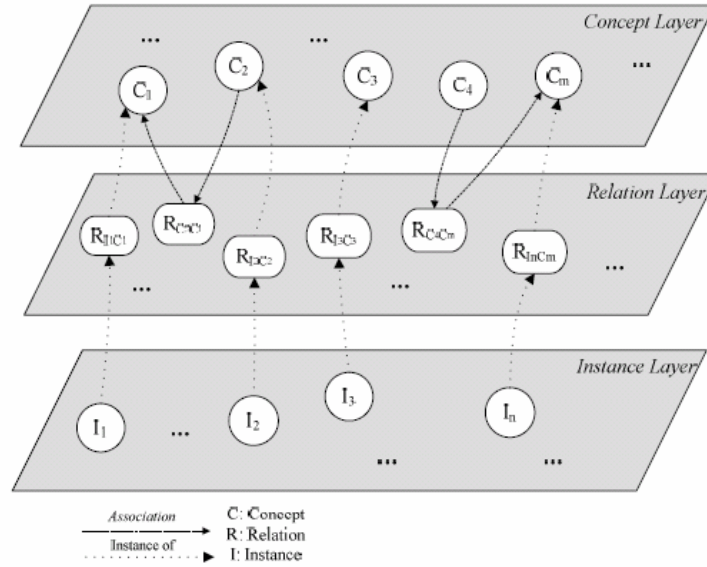 Concept Layer
... ... ...
C1 C2 C3 C4 Cm
Relation Layer
RI1C1 RI2C2 RI3C3 RC4Cm RInCm
... ... ...
Instance Layer
I1 I2 I3 In
... ... ...
Association
C: Concept
R: Relation
Instance of
I: Instance